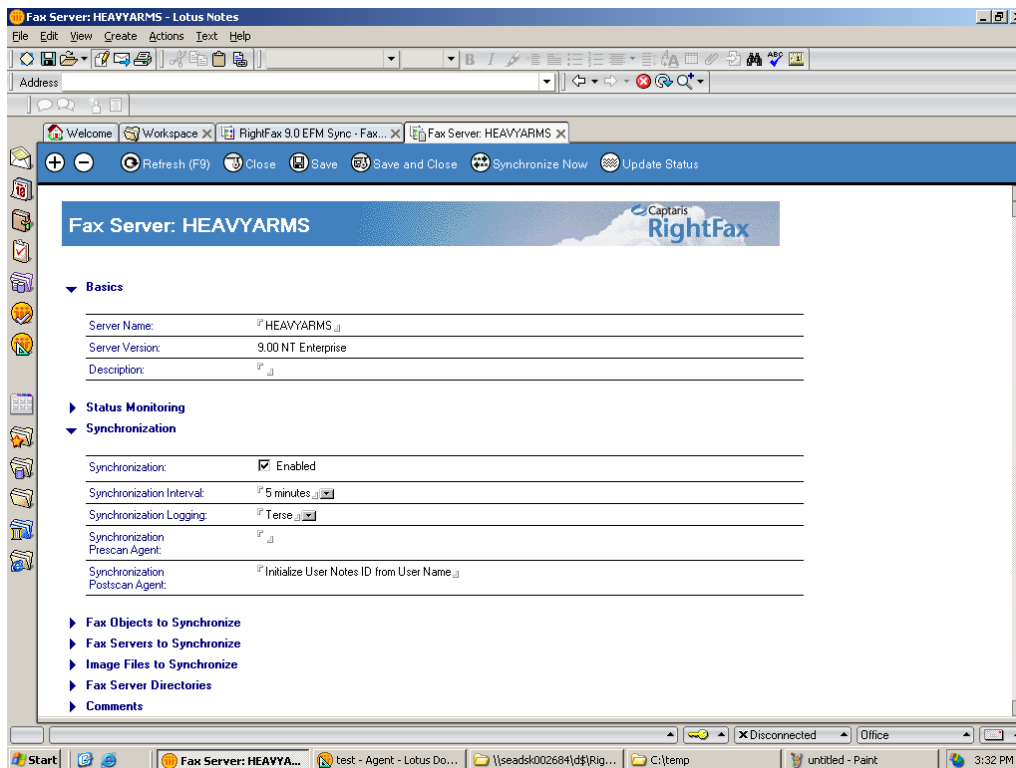 Fax Server: HEAVYARMS - Lotus Notes
File Edit View Create Actions Text Help
Address
Welcome Workspace RightFax 9.0 EFM Sync - Fax... Fax Server: HEAVYARMS
Refresh (F9) Close Save Save and Close Synchronize Now Update Status
Fax Server: HEAVYARMS
Captaris
RightFax
Basics
Server Name: HEAVYARMS
Server Version: 9.00 NT Enterprise
Description:
Status Monitoring
Synchronization
Synchronization: Enabled
Synchronization Interval: 5 minutes
Synchronization Logging: Terse
Synchronization
Prescan Agent:
Synchronization Initialize User Notes ID from User Name
Postscan Agent:
Fax Objects to Synchronize
Fax Servers to Synchronize
Image Files to Synchronize
Fax Server Directories
Comments
Disconnected Office
Start Fax Server: HEAVYA... test - Agent - Lotus Do... \\seadsk002684\d$\Rig... C:\temp untitled - Paint 3:32 PM